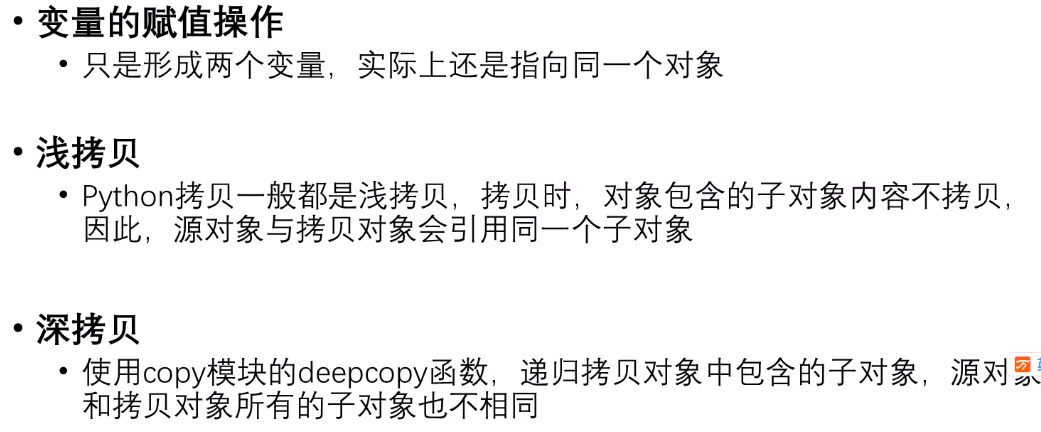 • 变量的赋值操作
• 只是形成两个变量，实际上还是指向同一个对象
• 浅拷贝
• Python拷贝一般都是浅拷贝，拷贝时，对象包含的子对象内容不拷贝，
因此，源对象与拷贝对象会引用同一个子对象
• 深拷贝
• 使用copy模块的deepcopy函数，递归拷贝对象中包含的子对象，源对象
和拷贝对象所有的子对象也不相同